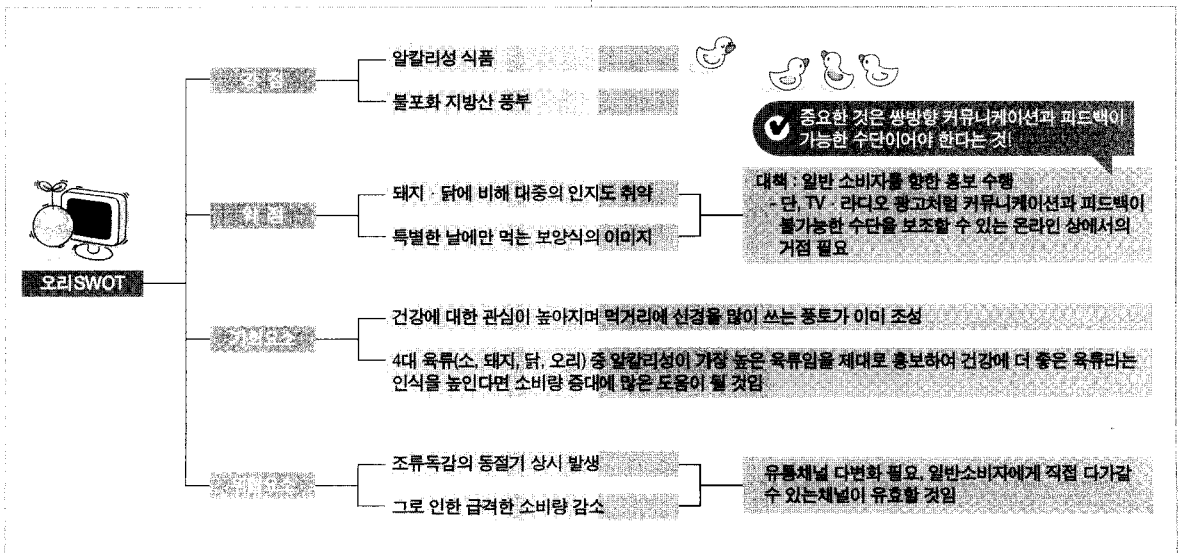 강 점
알칼리성 식품
불포화 지방산 풍부
중요한 것은 쌍방향 커뮤니케이션과 피드백이
가능한 수단이어야 한다는 것!
약 점
돼지 · 닭에 비해 대중의 인지도 취약
특별한 날에만 먹는 보양식의 이미지
대책 : 일반 소비자를 향한 홍보 수행
- 단, TV · 라디오 광고처럼 커뮤니케이션과 피드백이
불가능한 수단을 보조할 수 있는 온라인 상에서의
거점 필요
오리SWOT
기회요소
건강에 대한 관심이 높아지며 먹거리에 신경을 많이 쓰는 풍토가 이미 조성
4대 육류(소, 돼지, 닭, 오리) 중 알칼리성이 가장 높은 육류임을 제대로 홍보하여 건강에 더 좋은 육류라는
인식을 높인다면 소비량 증대에 많은 도움이 될 것임
위협요소
조류독감의 동절기 상시 발생
그로 인한 급격한 소비량 감소
유통채널 다변화 필요, 일반소비자에게 직접 다가갈
수 있는채널이 유효할 것임